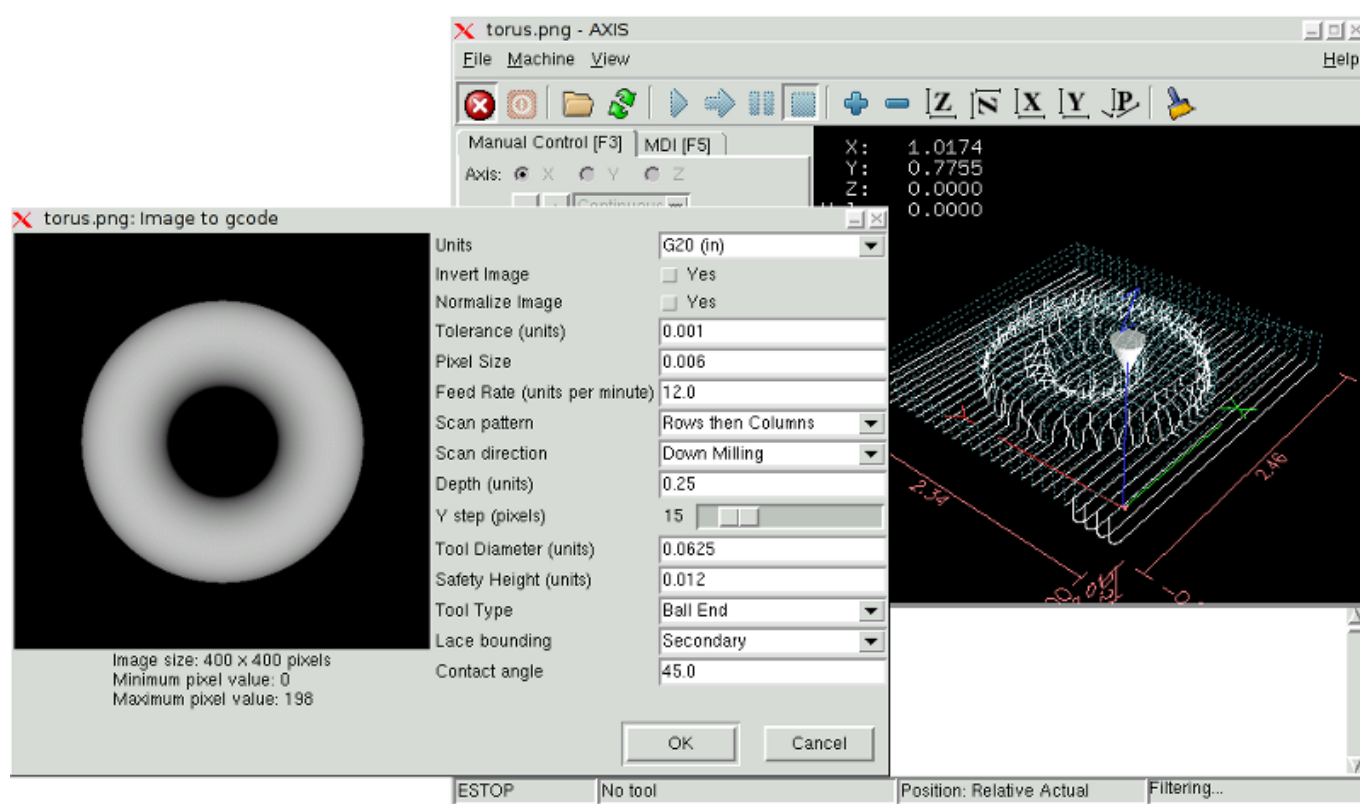 torus.png - AXIS
File Machine View Help
Z N X Y P
Manual Control [F3] MDI [F5]
Axis: X Y Z
Continuous
X: 1.0174
Y: 0.7755
Z: 0.0000
0.0000
torus.png: Image to gcode
Units G20 (in)
Invert Image Yes
Normalize Image Yes
Tolerance (units) 0.001
Pixel Size 0.006
Feed Rate (units per minute) 12.0
Scan pattern Rows then Columns
Scan direction Down Milling
Depth (units) 0.25
Y step (pixels) 15
Tool Diameter (units) 0.0625
Safety Height (units) 0.012
Tool Type Ball End
Lace bounding Secondary
Contact angle 45.0
Image size: 400 x 400 pixels
Minimum pixel value: 0
Maximum pixel value: 198
OK Cancel
X
2.34
2.46
ESTOP No tool Position: Relative Actual Filtering...